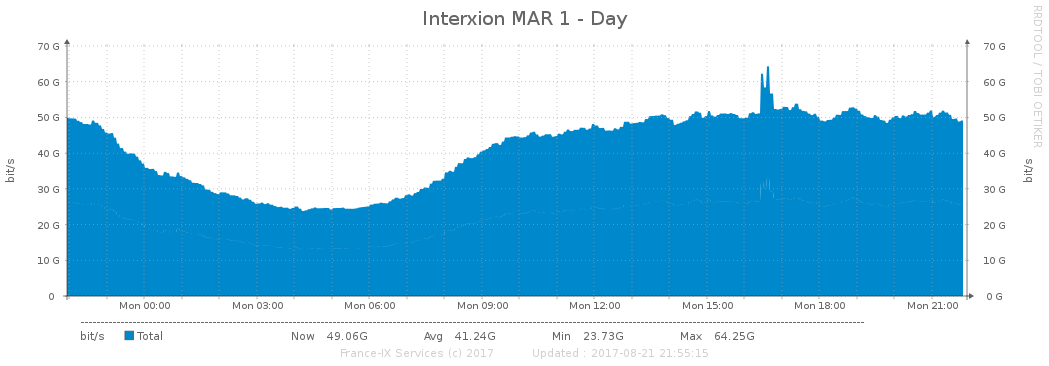 Interxion MAR 1 - Day
RRDTOOL / TOBI OETIKER
70 G 70 G
60 G 60 G
50 G 50 G
40 G 40 G
30 G 30 G
20 G 20 G
10 G 10 G
0 0 G
bit/s bit/s
Mon 00:00 Mon 03:00 Mon 06:00 Mon 09:00 Mon 12:00 Mon 15:00 Mon 18:00 Mon 21:00
bit/s Total Now 49.06G Avg 41.24G Min 23.73G Max 64.25G
France-IX Services (c) 2017 Updated : 2017-08-21 21:55:15